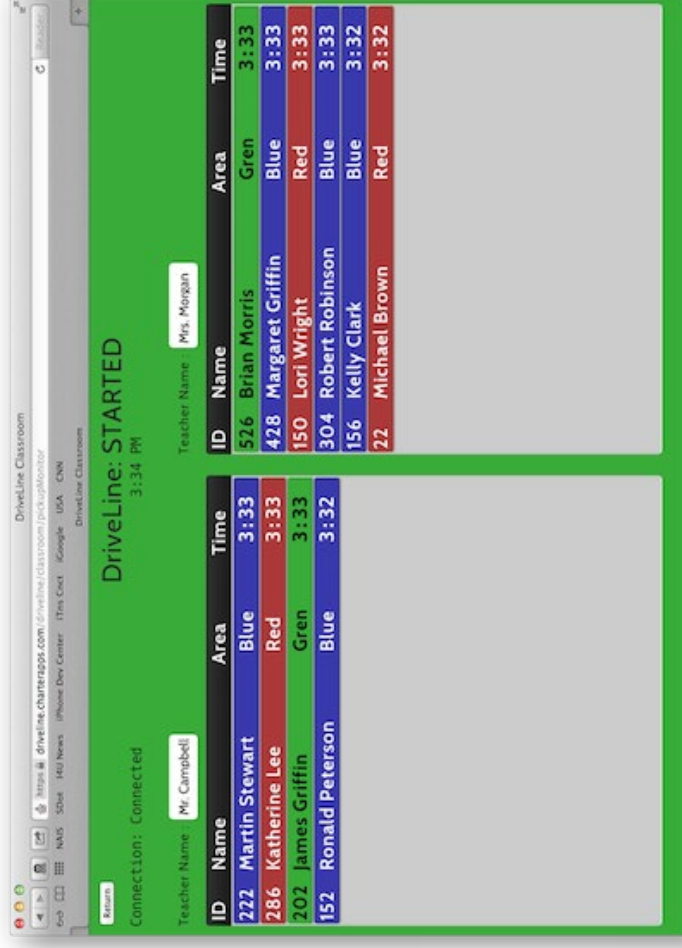 DriveLine Classroom
https driveline.charterapps.com/driveline/classroom/pickupMonitor Reader
NAIS SDot I4U News iPhone Dev Center iTns Cnct iGoogle USA CNN
DriveLine Classroom
Return
DriveLine: STARTED
Connection: Connected 3:34 PM
Teacher Name : Mr. Campbell
ID Name Area Time
222 Martin Stewart Blue 3:33
286 Katherine Lee Red 3:33
202 James Griffin Gren 3:33
152 Ronald Peterson Blue 3:32
Teacher Name : Mrs. Morgan
ID Name Area Time
526 Brian Morris Gren 3:33
428 Margaret Griffin Blue 3:33
150 Lori Wright Red 3:33
304 Robert Robinson Blue 3:33
156 Kelly Clark Blue 3:32
22 Michael Brown Red 3:32